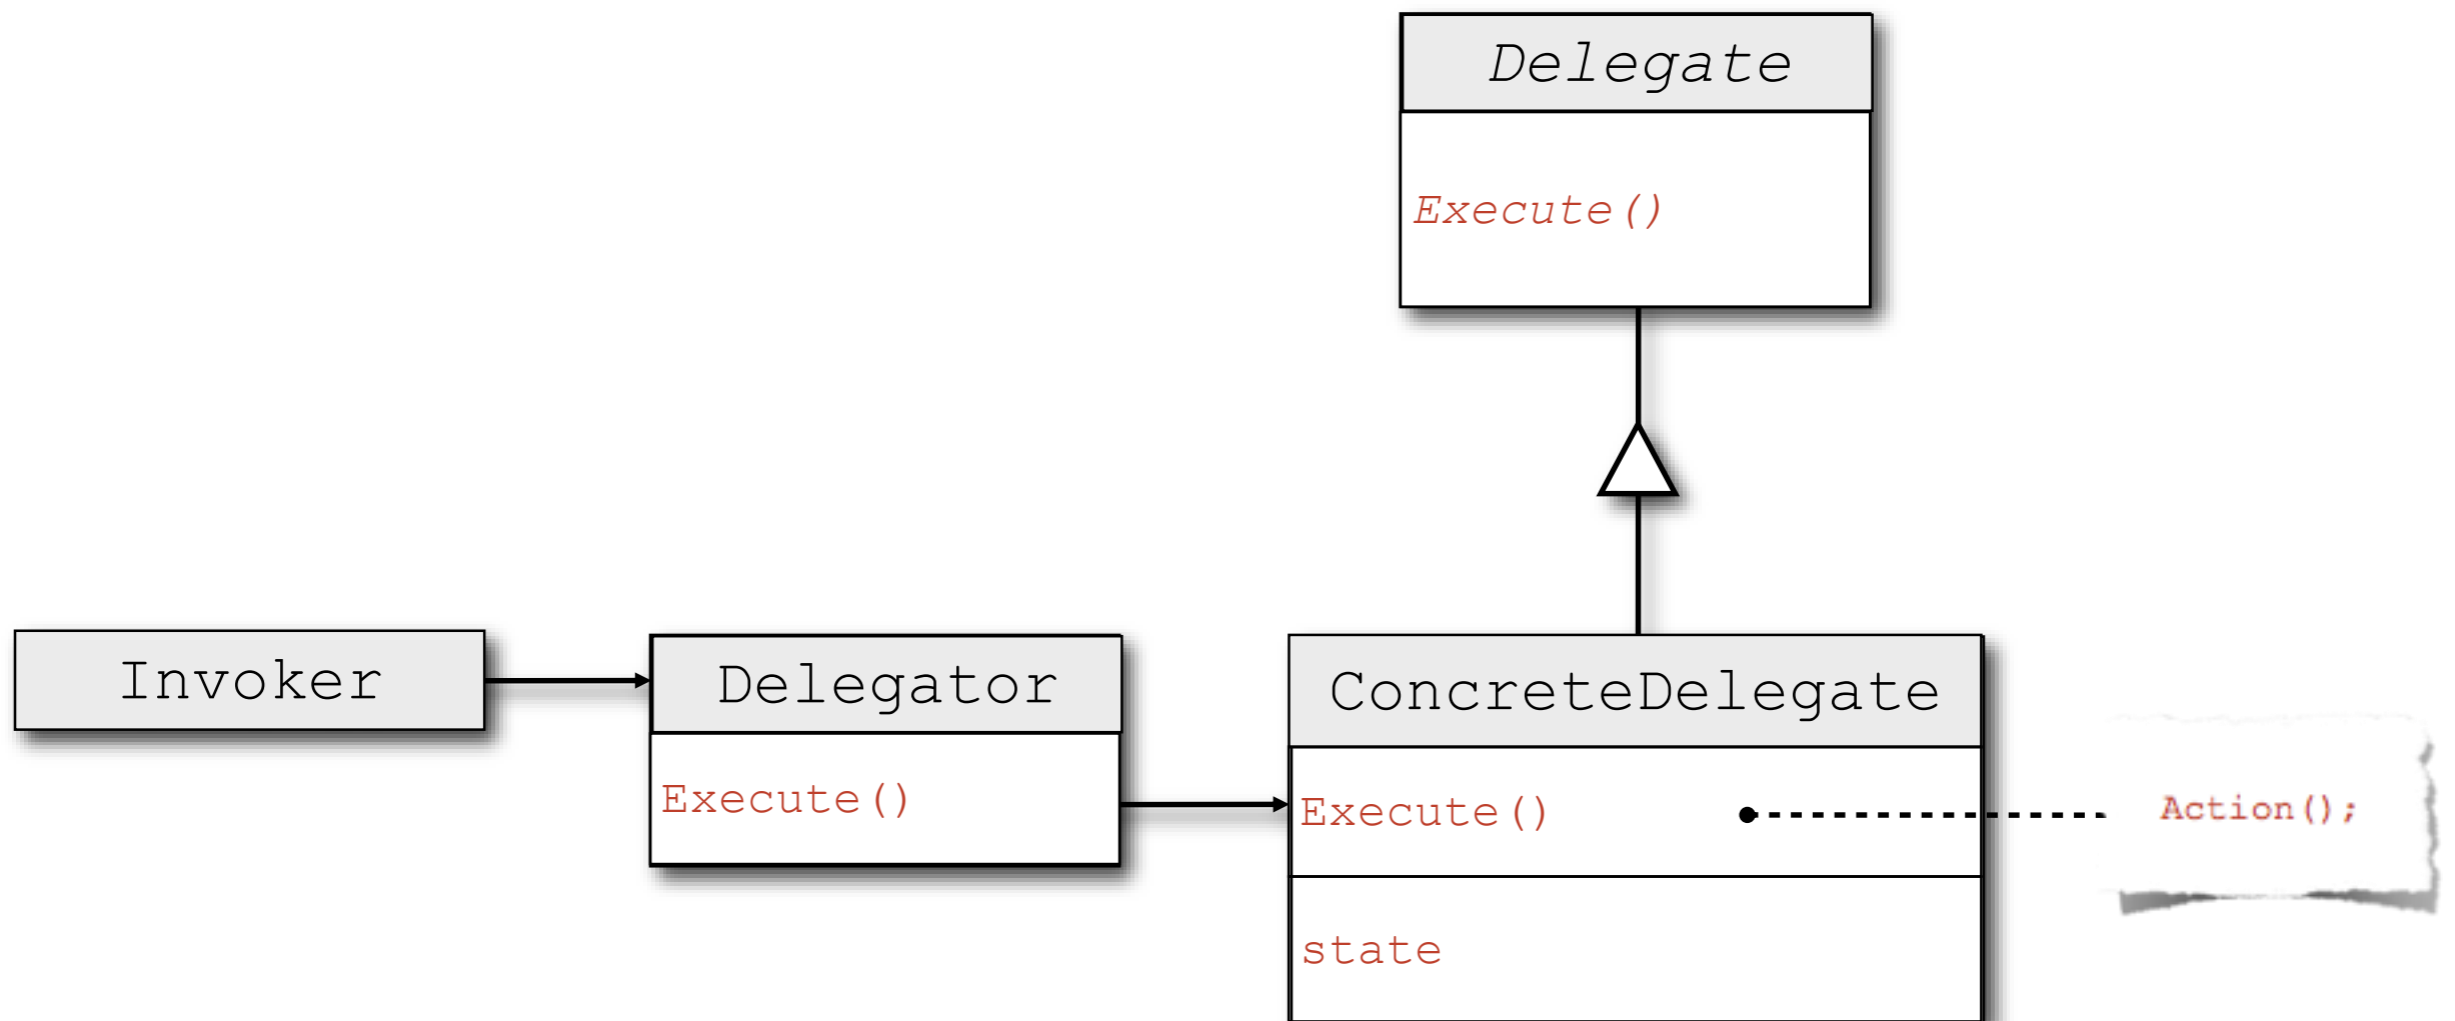 Delegate
Execute()
Invoker
Delegator
Execute()
ConcreteDelegate
Execute()
Action();
state